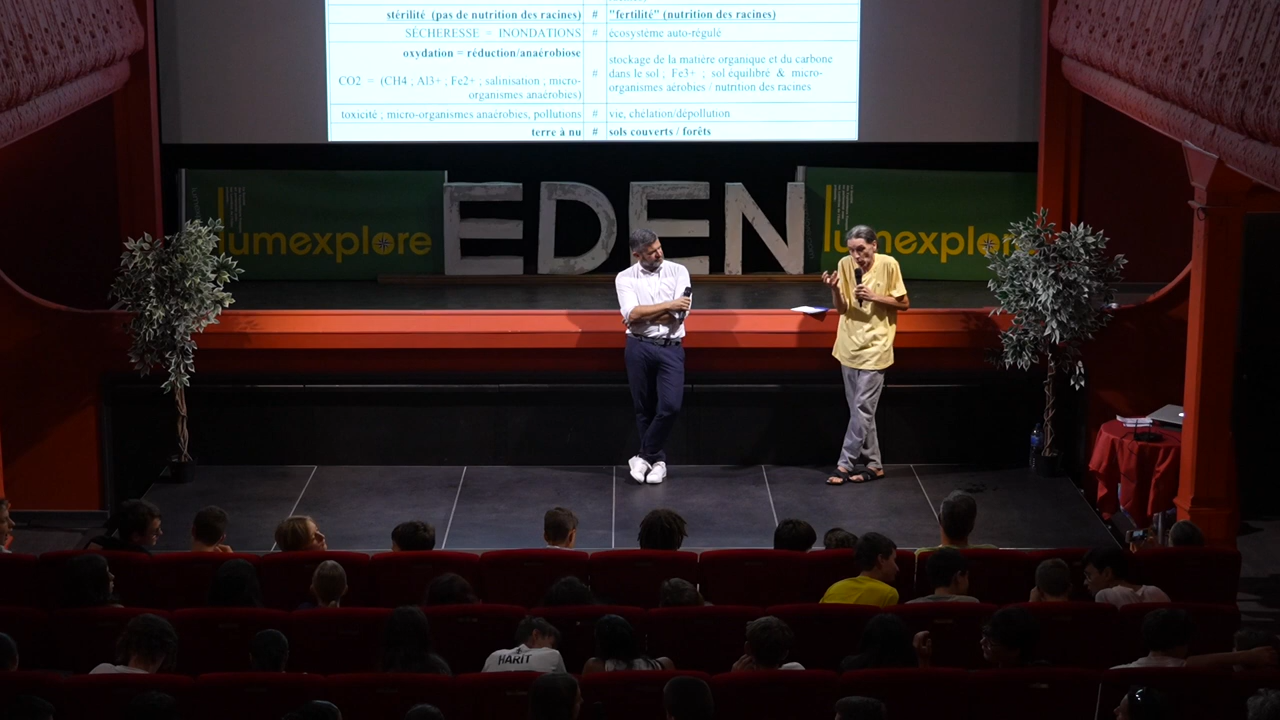 stérilité (pas de nutrition des racines) # "fertilité" (nutrition des racines)
SÉCHERESSE = INONDATIONS # écosystème auto-régulé
oxydation = réduction/anaérobiose
CO2 = (CH4 ; Al3+ ; Fe2+ ; salinisation ; micro-
organismes anaérobies)
#
stockage de la matière organique et du carbone
dans le sol ; Fe3+ ; sol équilibré & micro-
organismes aérobies / nutrition des racines
toxicité ; micro-organismes anaérobies, pollutions # vie, chélation/dépollution
terre à nu # sols couverts / forêts
lumexplore
EDEN
lumexplore
HARIT